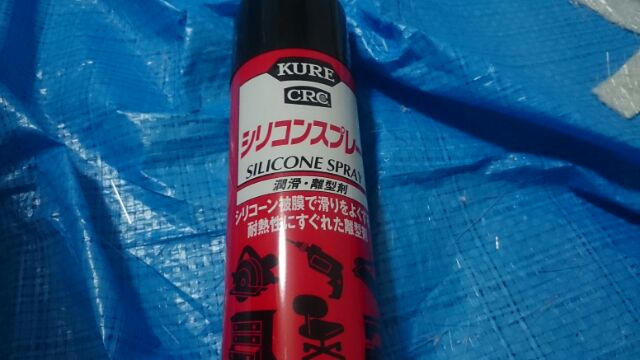 KURE
CRC
シリコンスプレー
SILICONE SPRAY
潤滑・離型剤
シリコーン被膜で滑りをよくす
耐熱性にすぐれた離型剤